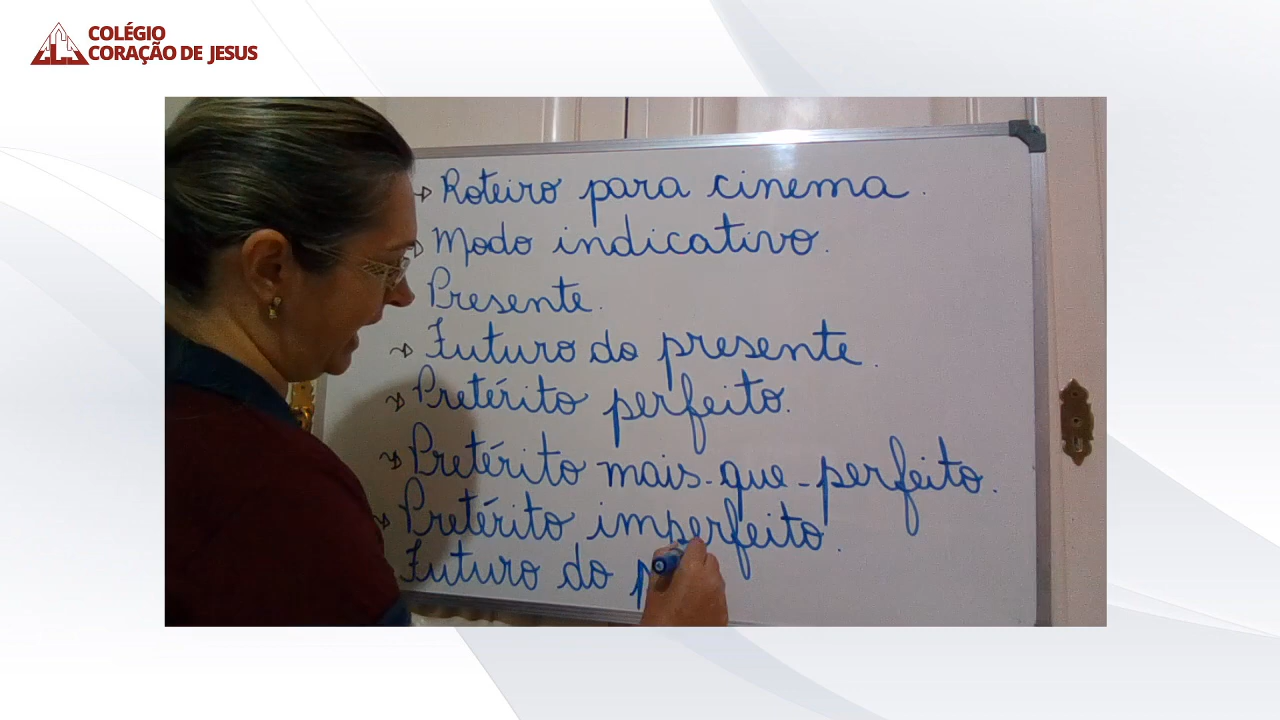 COLÉGIO
CORAÇÃO DE JESUS
Roteiro para cinema.
Modo indicativo.
Presente.
Futuro do presente.
Pretérito perfeito.
Pretérito mais-que-perfeito.
Pretérito imperfeito.
Futuro do p